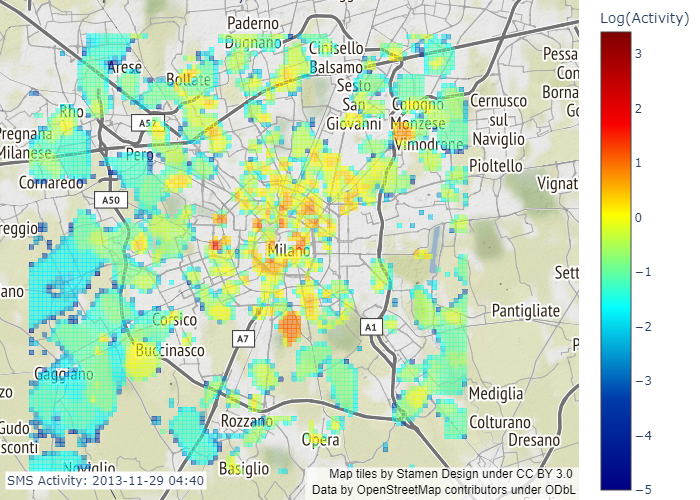 Log(Activity)
Paderno
Dugnano
Cinisello
Balsamo
Arese
Bollate
Sesto
San
Giovanni
Cologno
Monzese
Cernusco
sul
Naviglio
Pessa
Con
Borna
Go
Rho
A52
Pregnana
Milanese
Pero
Vimodrone
Pioltello
Cornaredo
A50
Vignat
reggio
Milano
Sett
ano
Corsico
A7
A1
Pantigliate
Buccinasco
P
Gaggiano
zo
Mediglia
Gudo
sconti
Rozzano
Colturano
Dresano
Opera
Noviglio
Basiglio
SMS Activity: 2013-11-29 04:40
Map tiles by Stamen Design under CC BY 3.0
Data by OpenStreetMap contributors under ODbL
3
2
1
0
−1
−2
−3
−4
−5